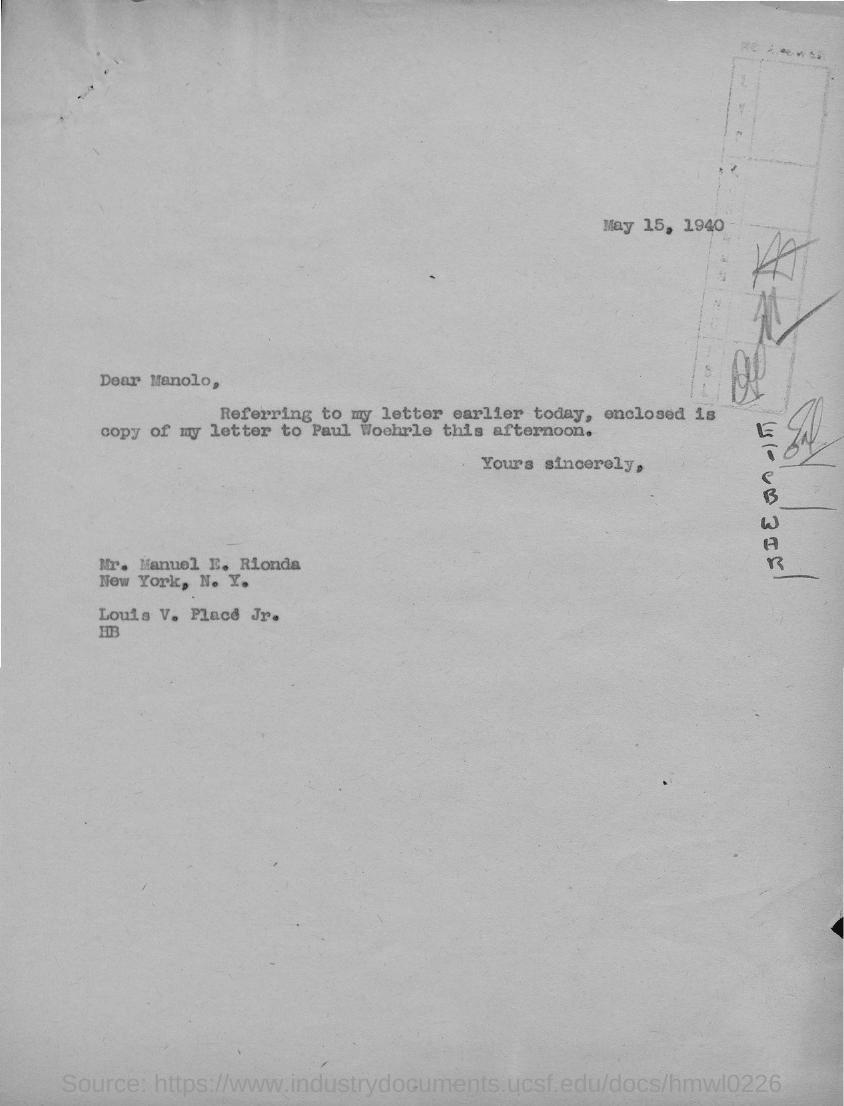 May 15, 1940
Dear Manolo,
Referring to my letter earlier today, enclosed is
copy of my letter to Paul Woehrle this afternoon.
Yours sincerely,
Mr. Manuel E. Rionda
New York, N. Y.
Louis V. Placé Jr.
HB
E
I
C
B
W
A
R
Source: https://www.industrydocuments.ucsf.edu/docs/hmwl0226